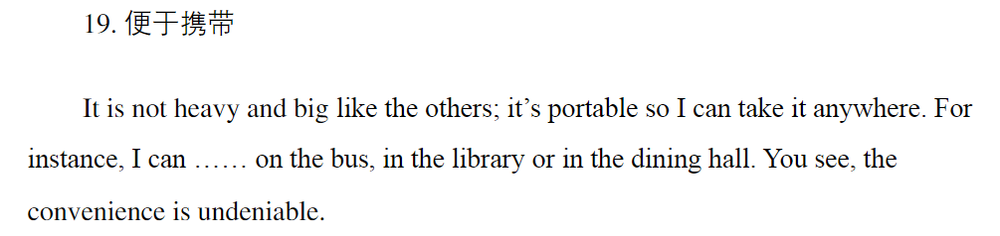 19. 便于携带
It is not heavy and big like the others; it’s portable so I can take it anywhere. For
instance, I can …… on the bus, in the library or in the dining hall. You see, the
convenience is undeniable.